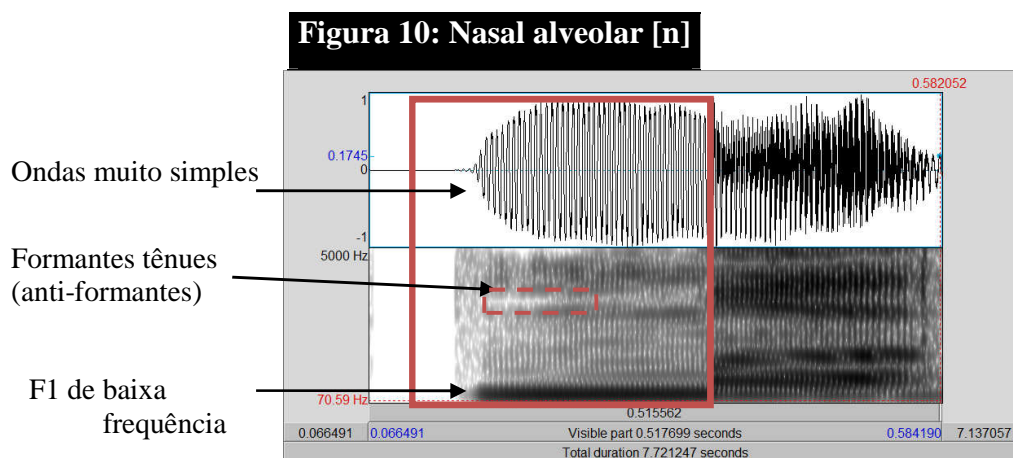 Figura 10: Nasal alveolar [n]
0.582052
1
0.1745
0
-1
Ondas muito simples
5000 Hz
Formantes tênues
(anti-formantes)
F1 de baixa
frequência
70.59 Hz
0.515562
0.066491 0.066491 Visible part 0.517699 seconds 0.584190 7.137057
Total duration 7.721247 seconds